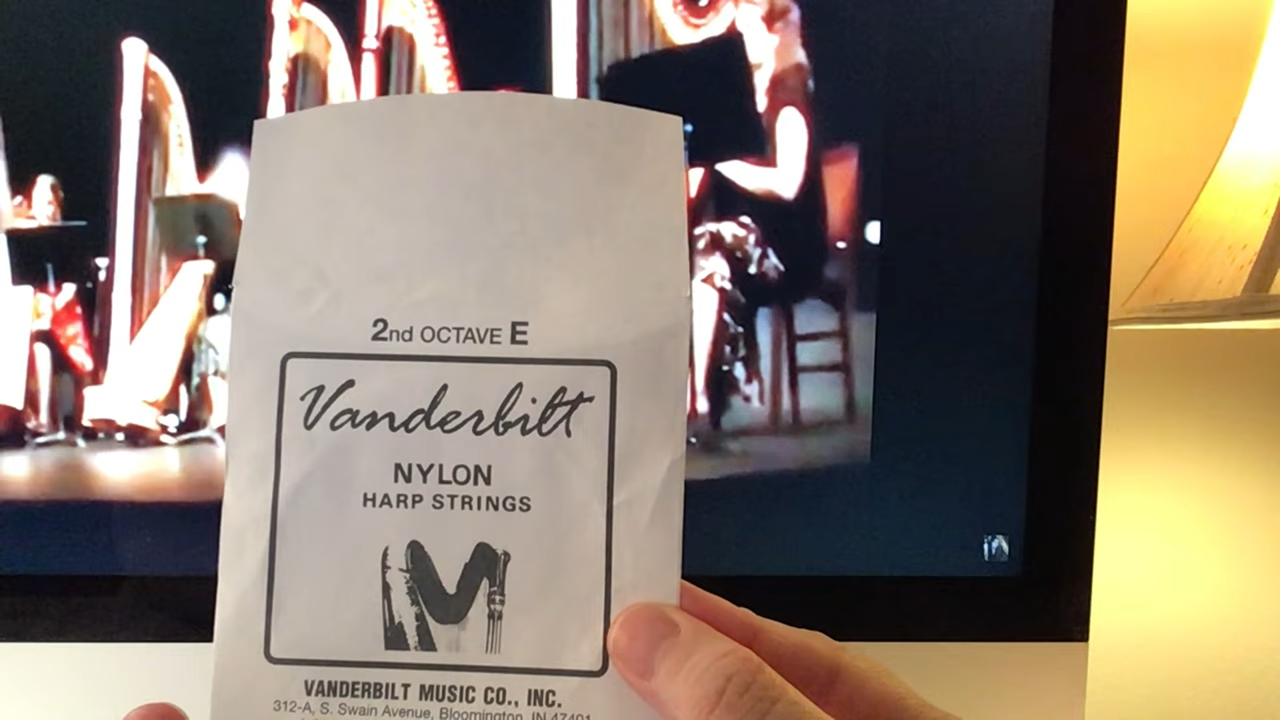 2nd OCTAVE E
Vanderbilt
NYLON
HARP STRINGS
VANDERBILT MUSIC CO., INC.
312-A, S. Swain Avenue, Bloomington, IN 47401